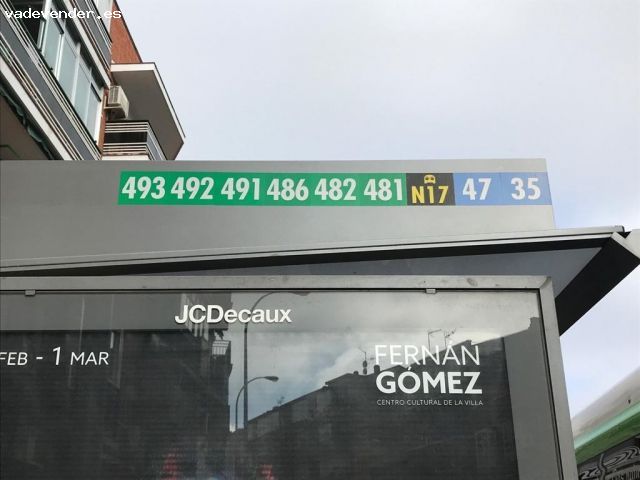 vadevender.es
493 492 491 486 482 481 N17 47 35
JCDecaux
FEB - 1 MAR
FERNÁN
GÓMEZ
CENTRO CULTURAL DE LA VILLA